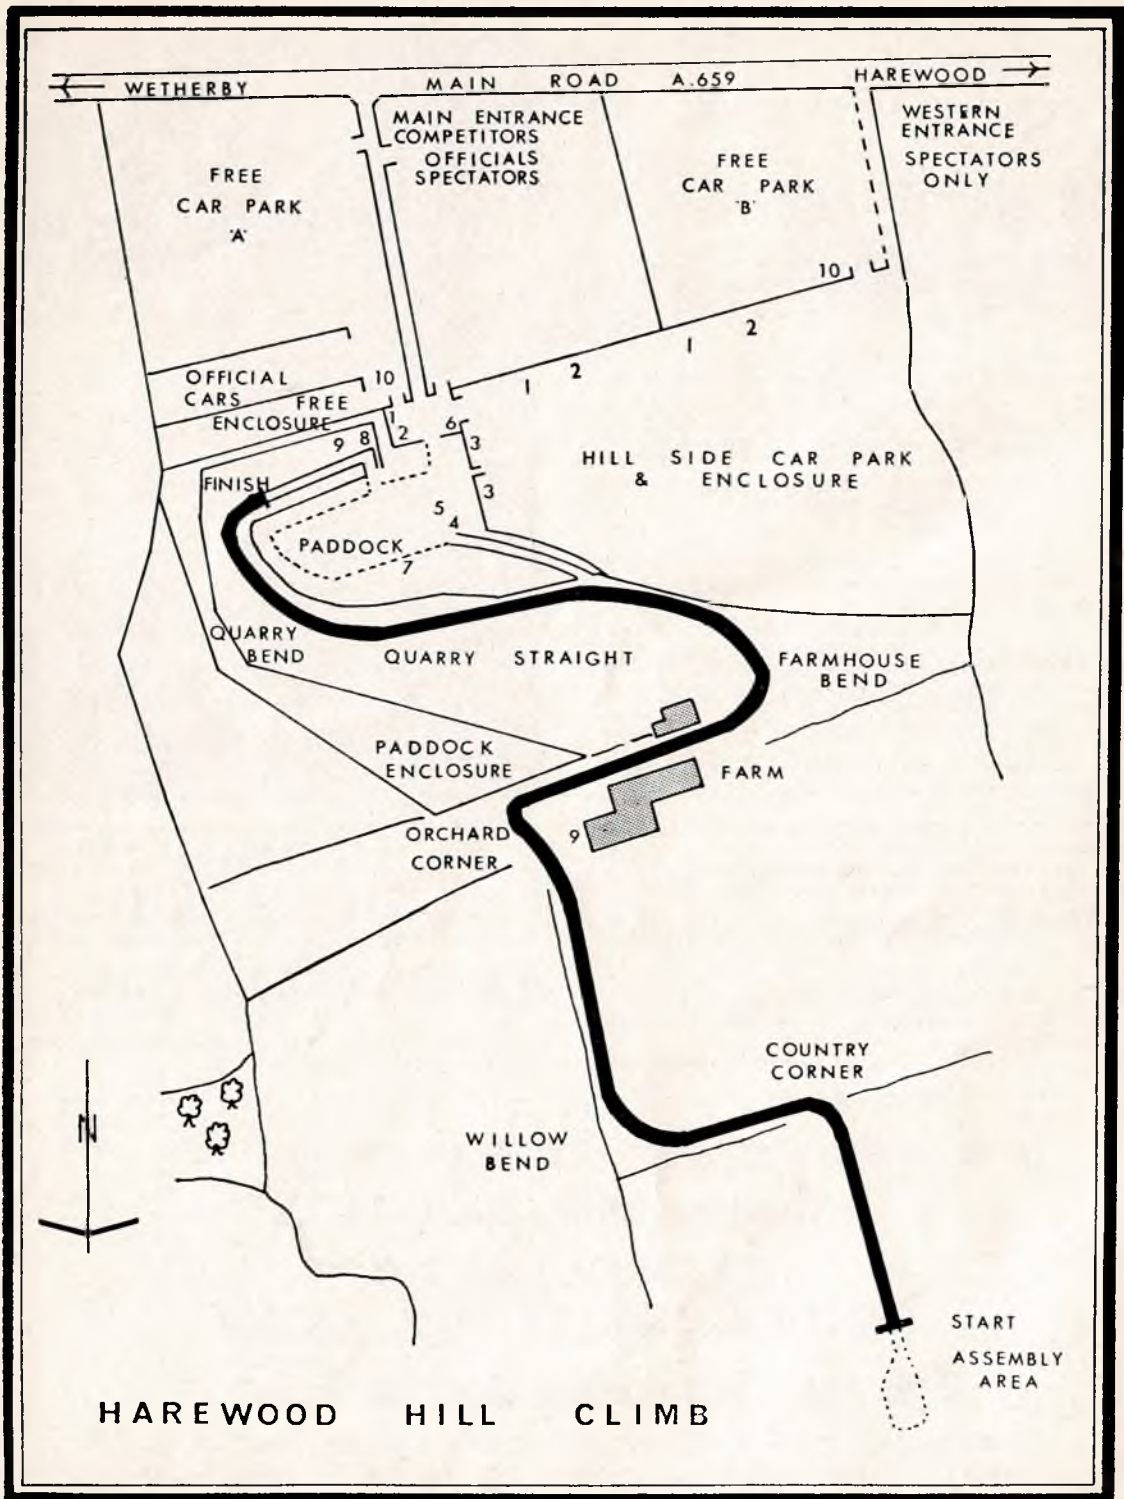 WETHERBY
MAIN ROAD A.659
HAREWOOD
MAIN ENTRANCE
COMPETITORS
OFFICIALS
SPECTATORS
WESTERN
ENTRANCE
SPECTATORS
ONLY
FREE
CAR PARK
'A'
FREE
CAR PARK
'B'
10
2
1
2
1
OFFICIAL
CARS
10
FREE
ENCLOSURE
1
2
6
3
8
9
HILL SIDE CAR PARK
& ENCLOSURE
FINISH
3
5
4
PADDOCK
7
QUARRY
BEND
QUARRY STRAIGHT
FARMHOUSE
BEND
PADDOCK
ENCLOSURE
FARM
ORCHARD
CORNER
9
COUNTRY
CORNER
N
WILLOW
BEND
START
ASSEMBLY
AREA
HAREWOOD HILL CLIMB